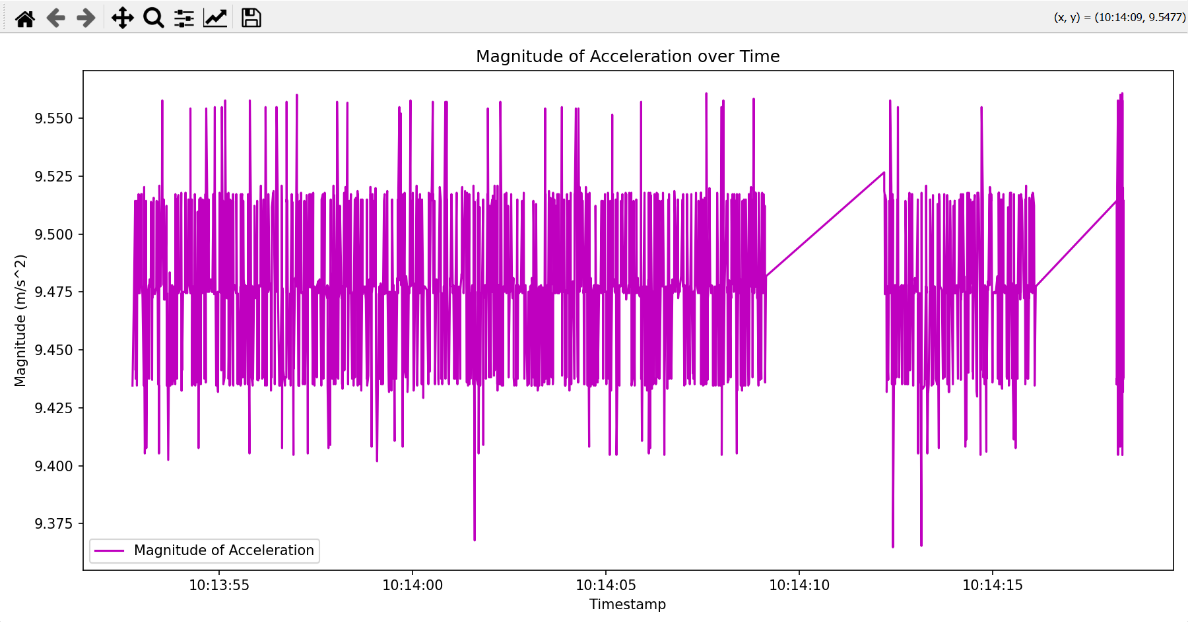 (x, y) = (10:14:09, 9.5477)
Magnitude of Acceleration over Time
9.550
9.525
9.500
9.475
9.450
9.425
9.400
9.375
Magnitude (m/s^2)
Magnitude of Acceleration
10:13:55 10:14:00 10:14:05 10:14:10 10:14:15
Timestamp